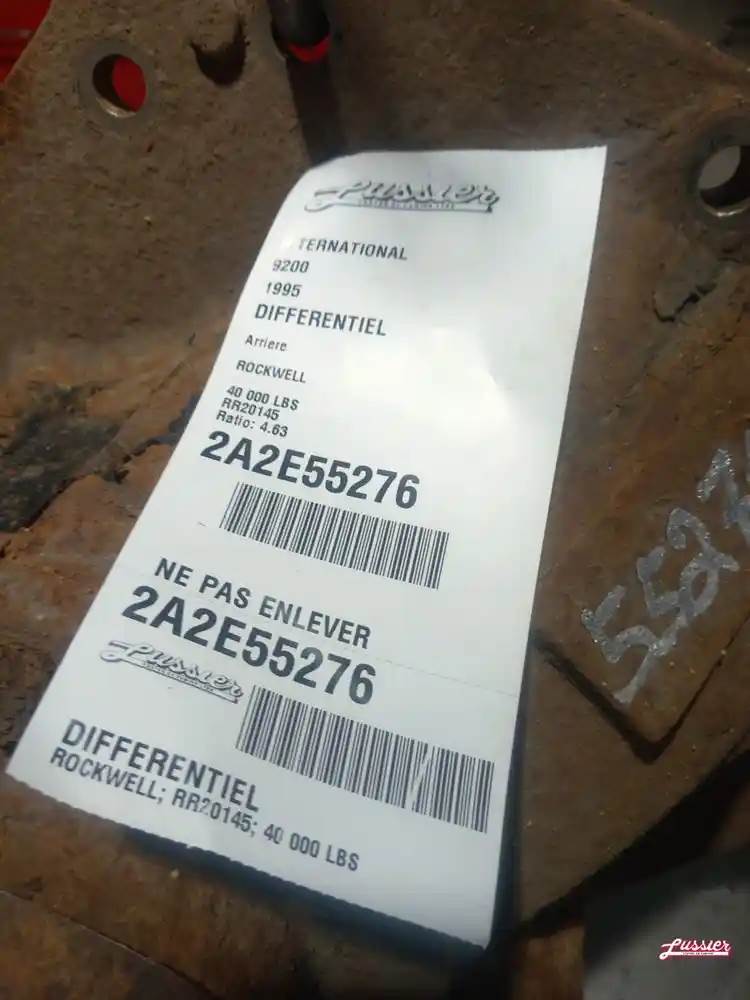 Lussier
TERNATIONAL
9200
1995
DIFFERENTIEL
Arriere
ROCKWELL
40 000 LBS
RR20145
Ratio: 4.63
2A2E55276
NE PAS ENLEVER
2A2E55276
Lussier
DIFFERENTIEL
ROCKWELL; RR20145; 40 000 LBS
5527
Lussier